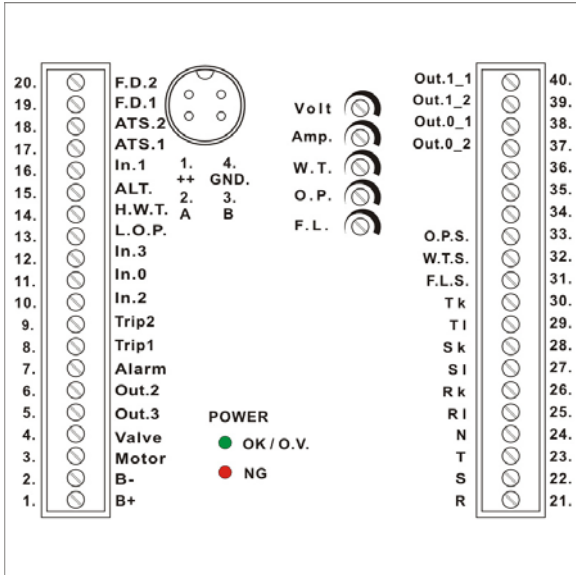 20. F.D.2
19. F.D.1
18. ATS.2
17. ATS.1
16. In.1
15. ALT.
14. H.W.T.
13. L.O.P.
12. In.3
11. In.0
10. In.2
9. Trip2
8. Trip1
7. Alarm
6. Out.2
5. Out.3
4. Valve
3. Motor
2. B-
1. B+
1. 4.
++ GND.
2. 3.
A B
Volt
Amp.
W.T.
O.P.
F.L.
POWER
OK / O.V.
NG
Out.1_1 40.
Out.1_2 39.
Out.0_1 38.
Out.0_2 37.
36.
35.
34.
O.P.S. 33.
W.T.S. 32.
F.L.S. 31.
Tk 30.
Tl 29.
Sk 28.
Sl 27.
Rk 26.
Rl 25.
N 24.
T 23.
S 22.
R 21.